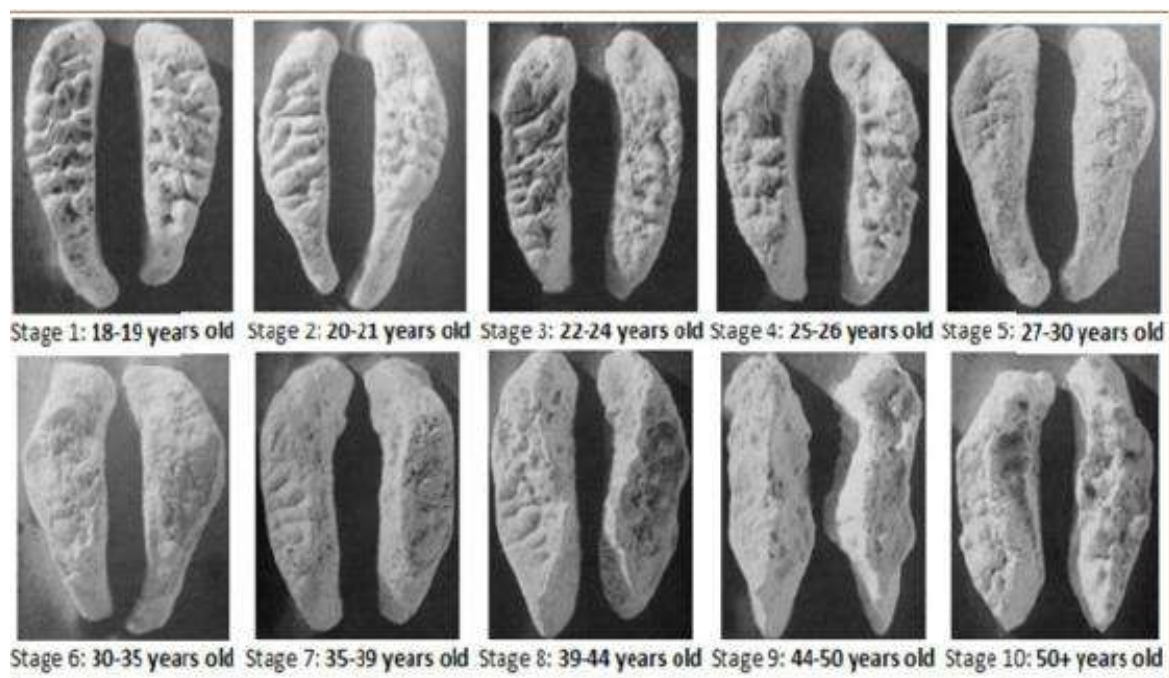 Stage 1: 18-19 years old Stage 2: 20-21 years old Stage 3: 22-24 years old Stage 4: 25-26 years old Stage 5: 27-30 years old
Stage 6: 30-35 years old Stage 7: 35-39 years old Stage 8: 39-44 years old Stage 9: 44-50 years old Stage 10: 50+ years old